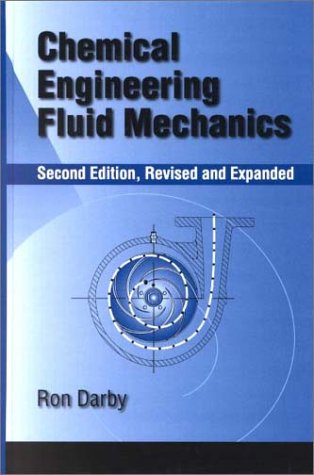 Chemical
Engineering
Fluid Mechanics
Second Edition, Revised and Expanded
Ron Darby